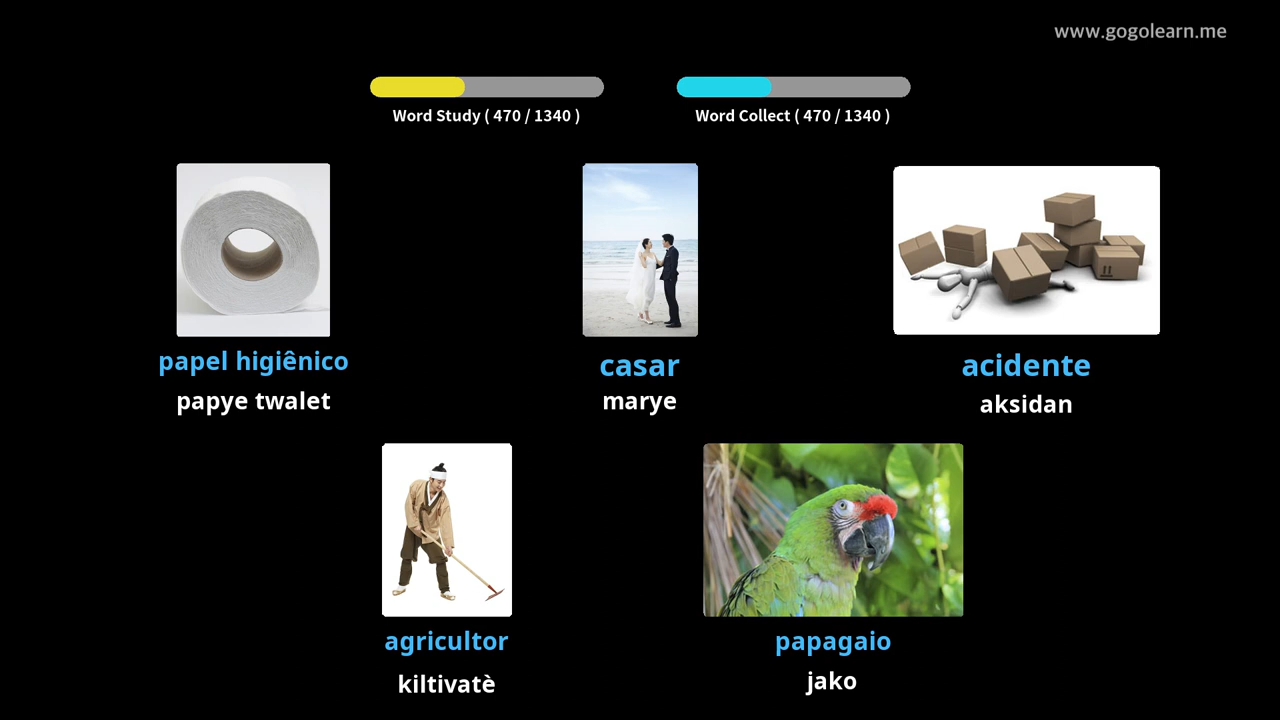 www.gogolearn.me
Word Study ( 470 / 1340 )
Word Collect ( 470 / 1340 )
papel higiênico
papye twalet
casar
marye
acidente
aksidan
agricultor
kiltivatè
papagaio
jako